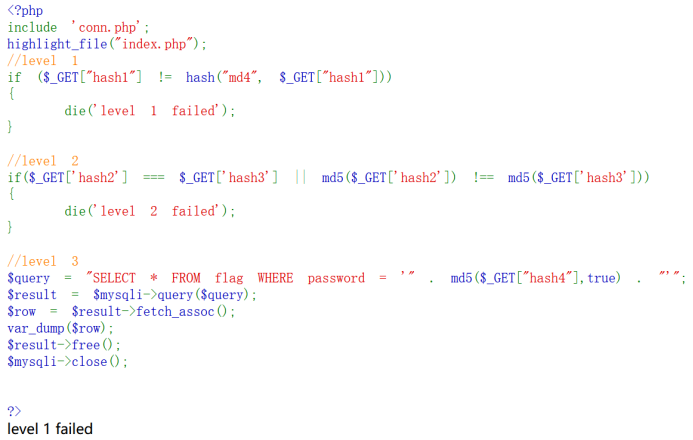 <?php
include 'conn.php';
highlight_file("index.php");
//level 1
if ($_GET["hash1"] != hash("md4", $_GET["hash1"]))
{
die('level 1 failed');
}
//level 2
if($_GET['hash2'] === $_GET['hash3'] || md5($_GET['hash2']) !== md5($_GET['hash3']))
{
die('level 2 failed');
}
//level 3
$query = "SELECT * FROM flag WHERE password = '" . md5($_GET["hash4"],true) . "'";
$result = $mysqli->query($query);
$row = $result->fetch_assoc();
var_dump($row);
$result->free();
$mysqli->close();
?>
level 1 failed